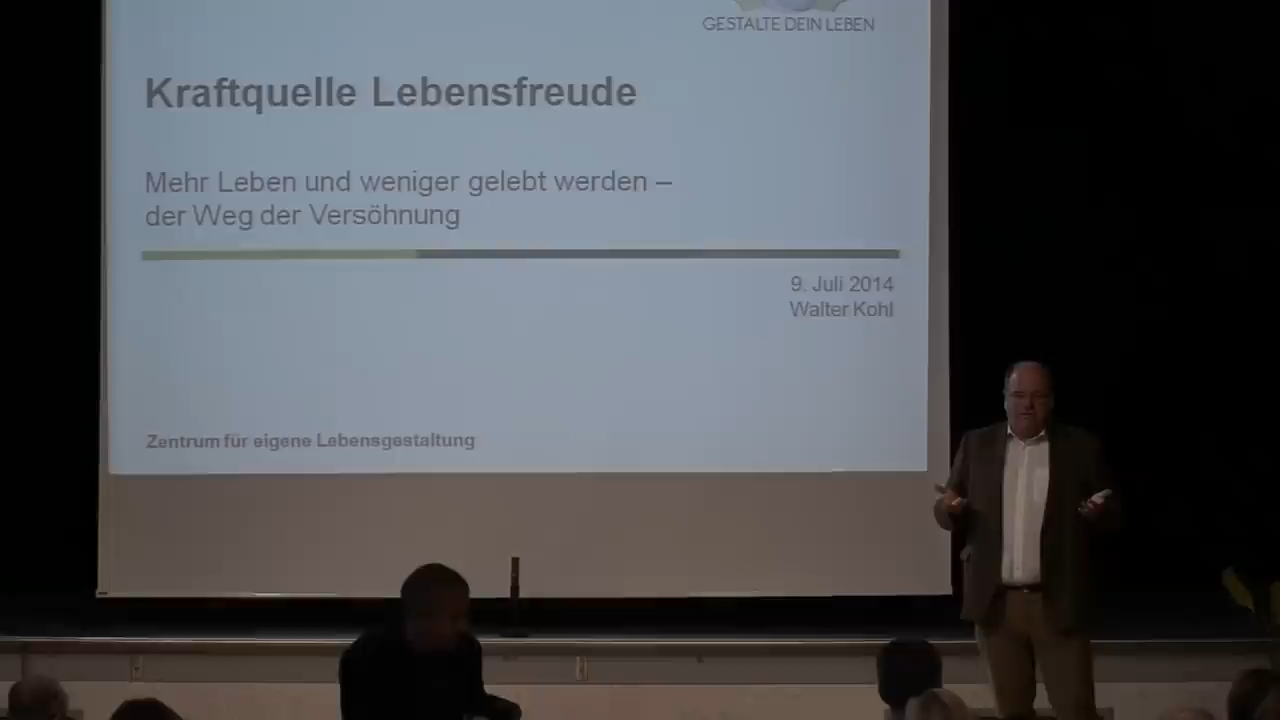 GESTALTE DEIN LEBEN
Kraftquelle Lebensfreude
Mehr Leben und weniger gelebt werden –
der Weg der Versöhnung
9. Juli 2014
Walter Kohl
Zentrum für eigene Lebensgestaltung